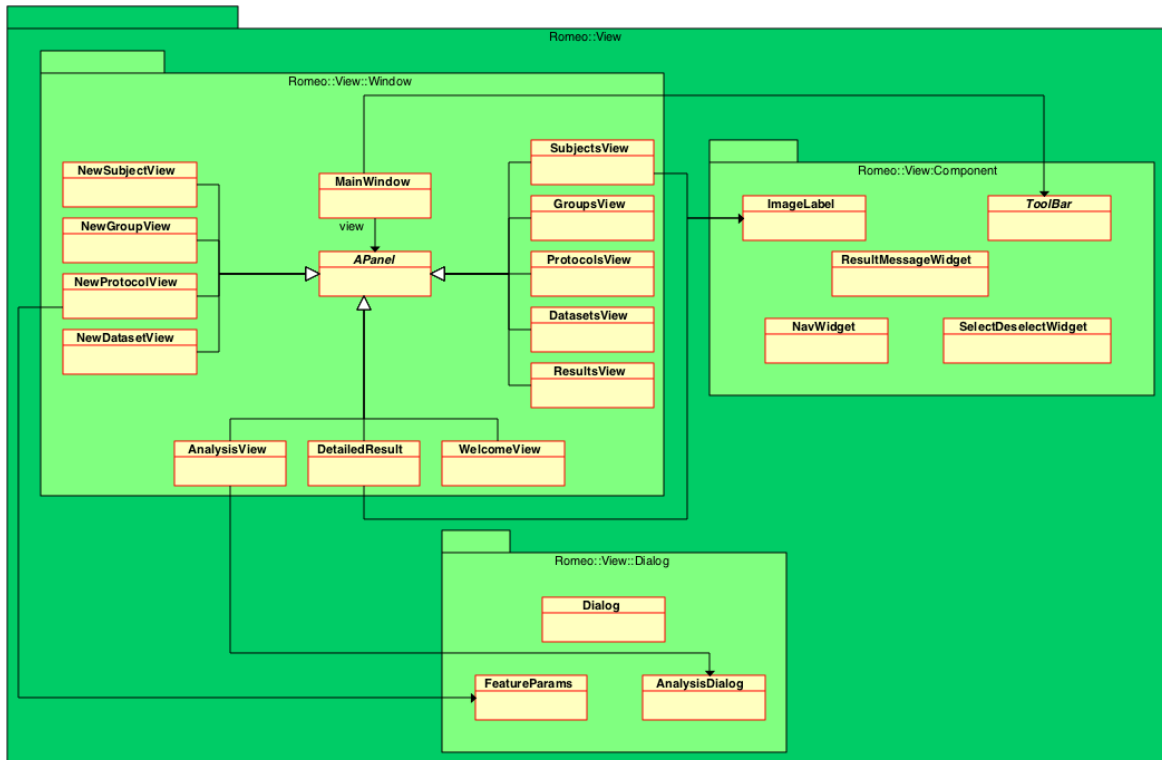 Romeo::View
Romeo::View::Window
NewSubjectView
NewGroupView
NewProtocolView
NewDatasetView
MainWindow
view
APanel
SubjectsView
GroupsView
ProtocolsView
DatasetsView
ResultsView
AnalysisView
DetailedResult
WelcomeView
Romeo::View:Component
ImageLabel
ToolBar
ResultMessageWidget
NavWidget
SelectDeselectWidget
Romeo::View::Dialog
Dialog
FeatureParams
AnalysisDialog